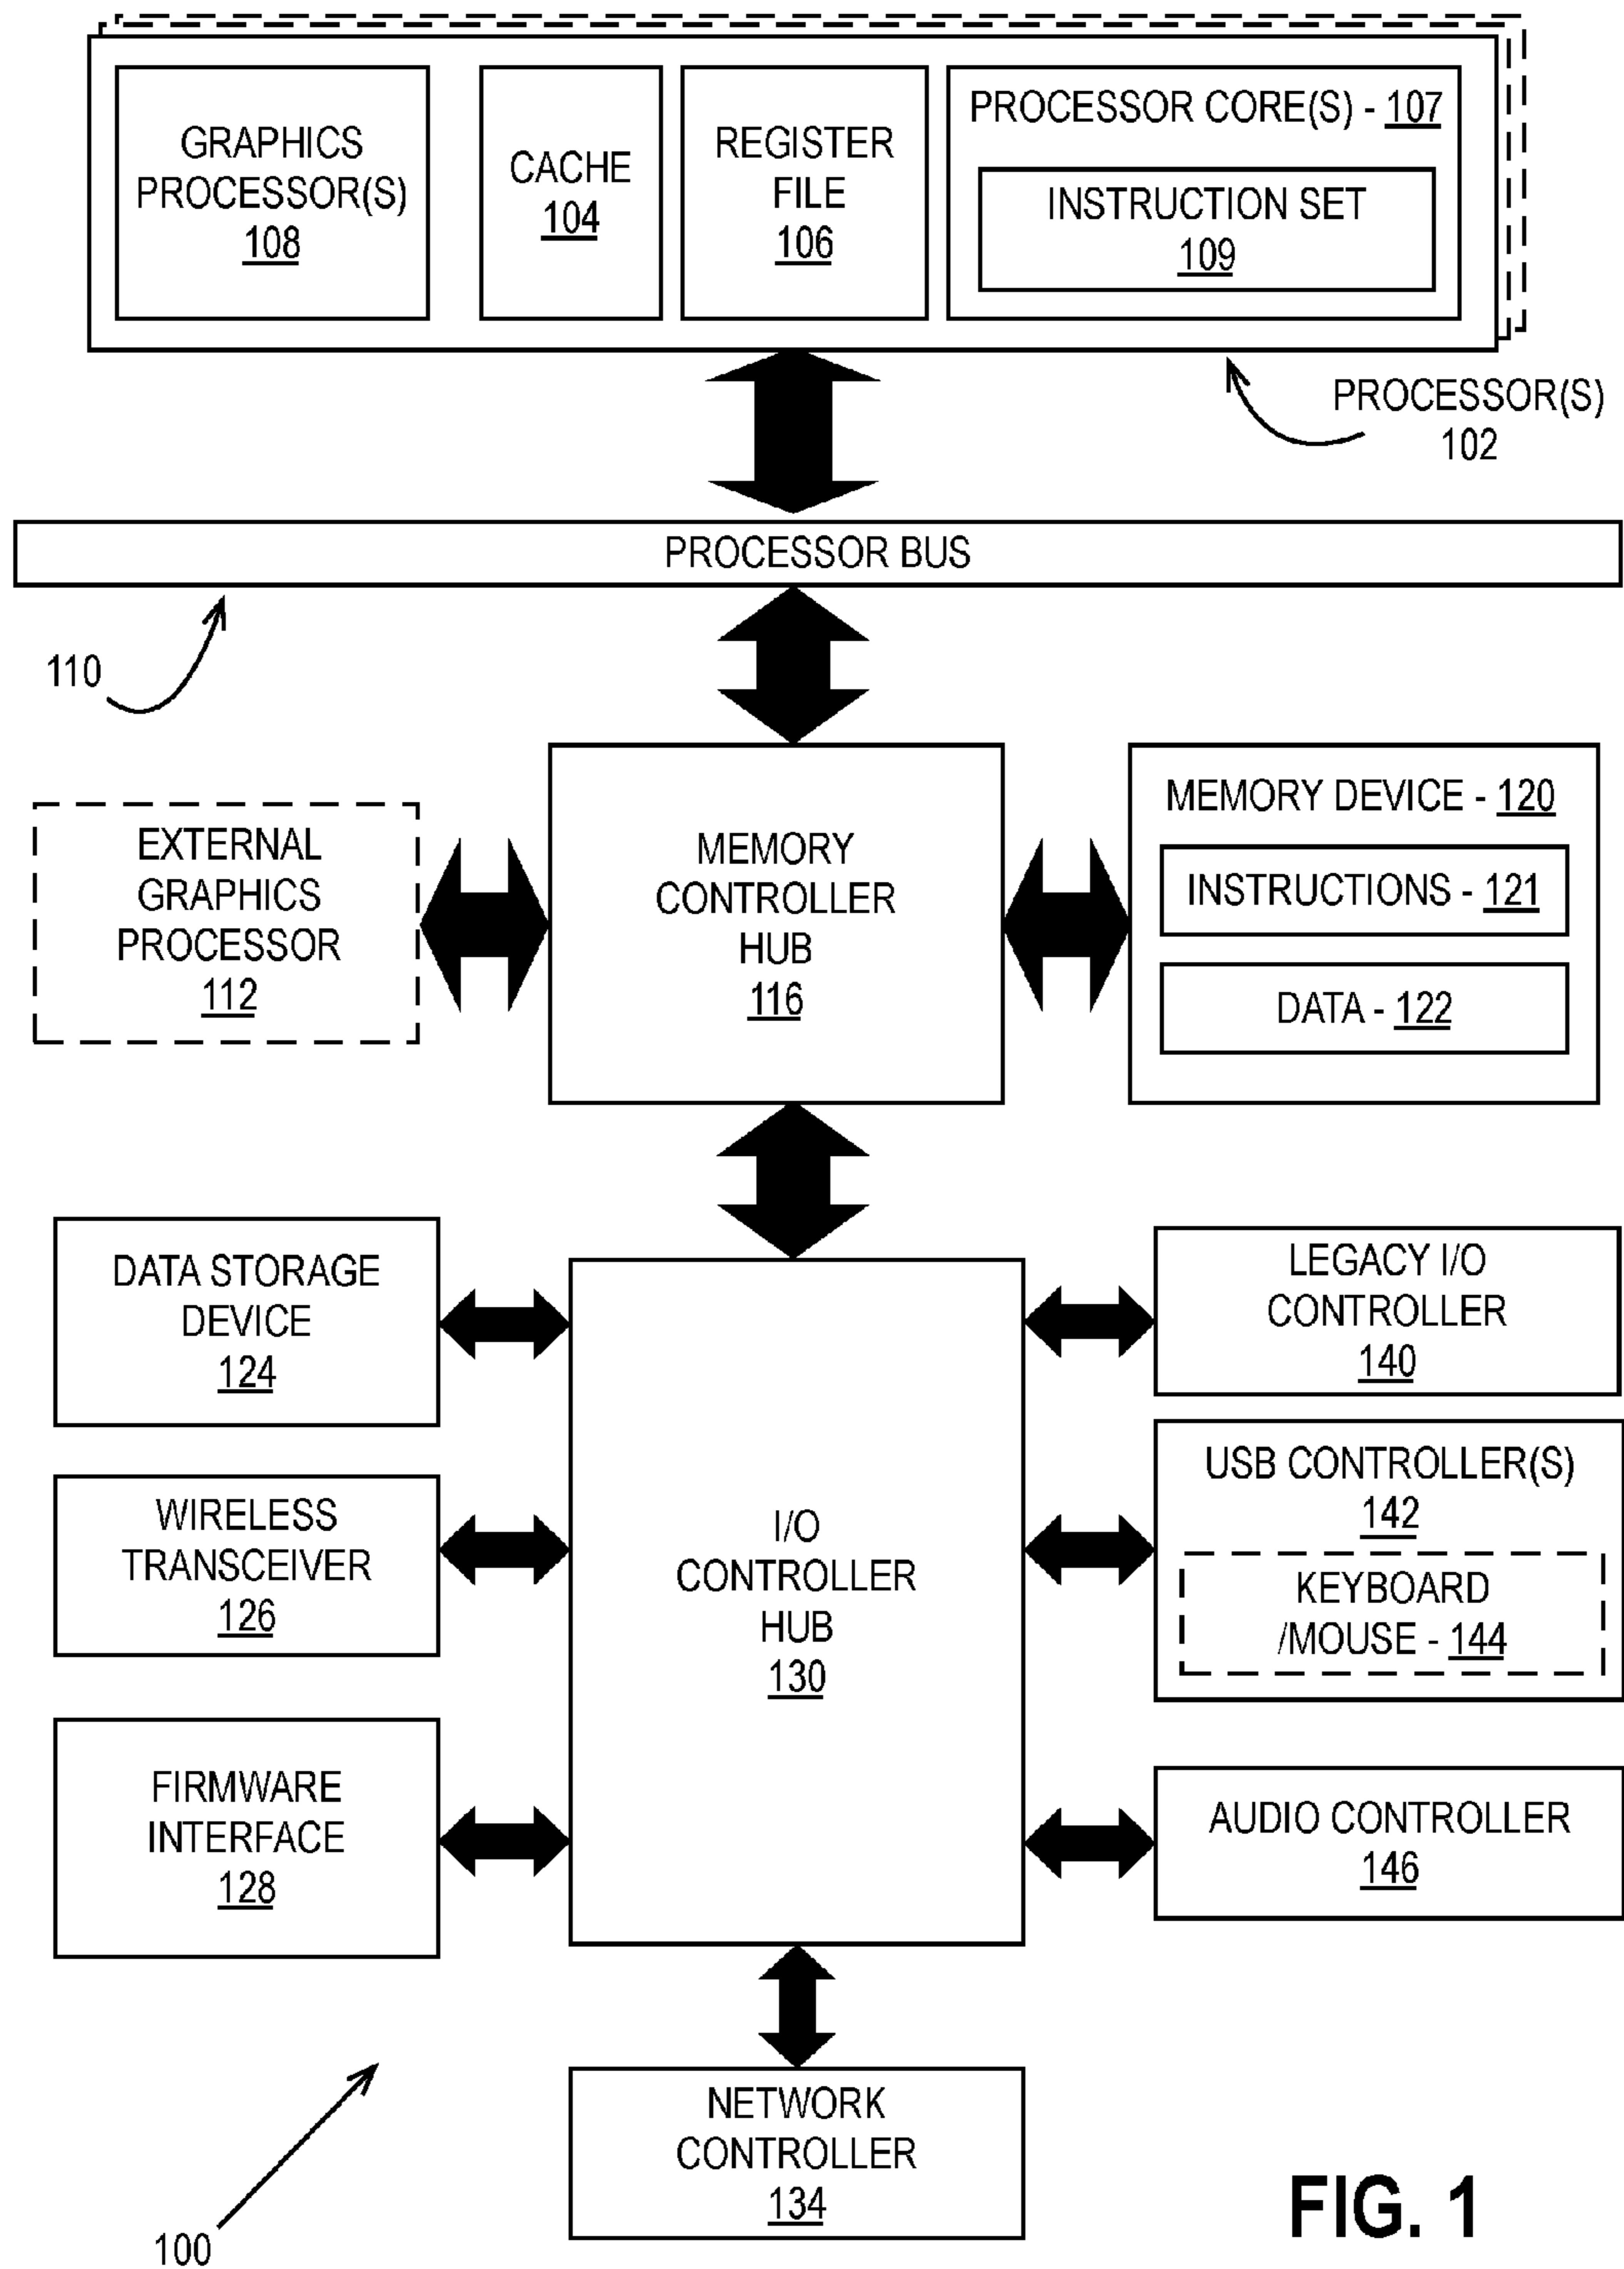 GRAPHICS
PROCESSOR(S)
108
CACHE
104
REGISTER
FILE
106
PROCESSOR CORE(S) - 107
INSTRUCTION SET
109
PROCESSOR(S)
102
PROCESSOR BUS
110
EXTERNAL
GRAPHICS
PROCESSOR
112
MEMORY
CONTROLLER
HUB
116
MEMORY DEVICE - 120
INSTRUCTIONS - 121
DATA - 122
DATA STORAGE
DEVICE
124
WIRELESS
TRANSCEIVER
126
FIRMWARE
INTERFACE
128
I/O
CONTROLLER
HUB
130
LEGACY I/O
CONTROLLER
140
USB CONTROLLER(S)
142
KEYBOARD
/MOUSE - 144
AUDIO CONTROLLER
146
NETWORK
CONTROLLER
134
100
FIG. 1